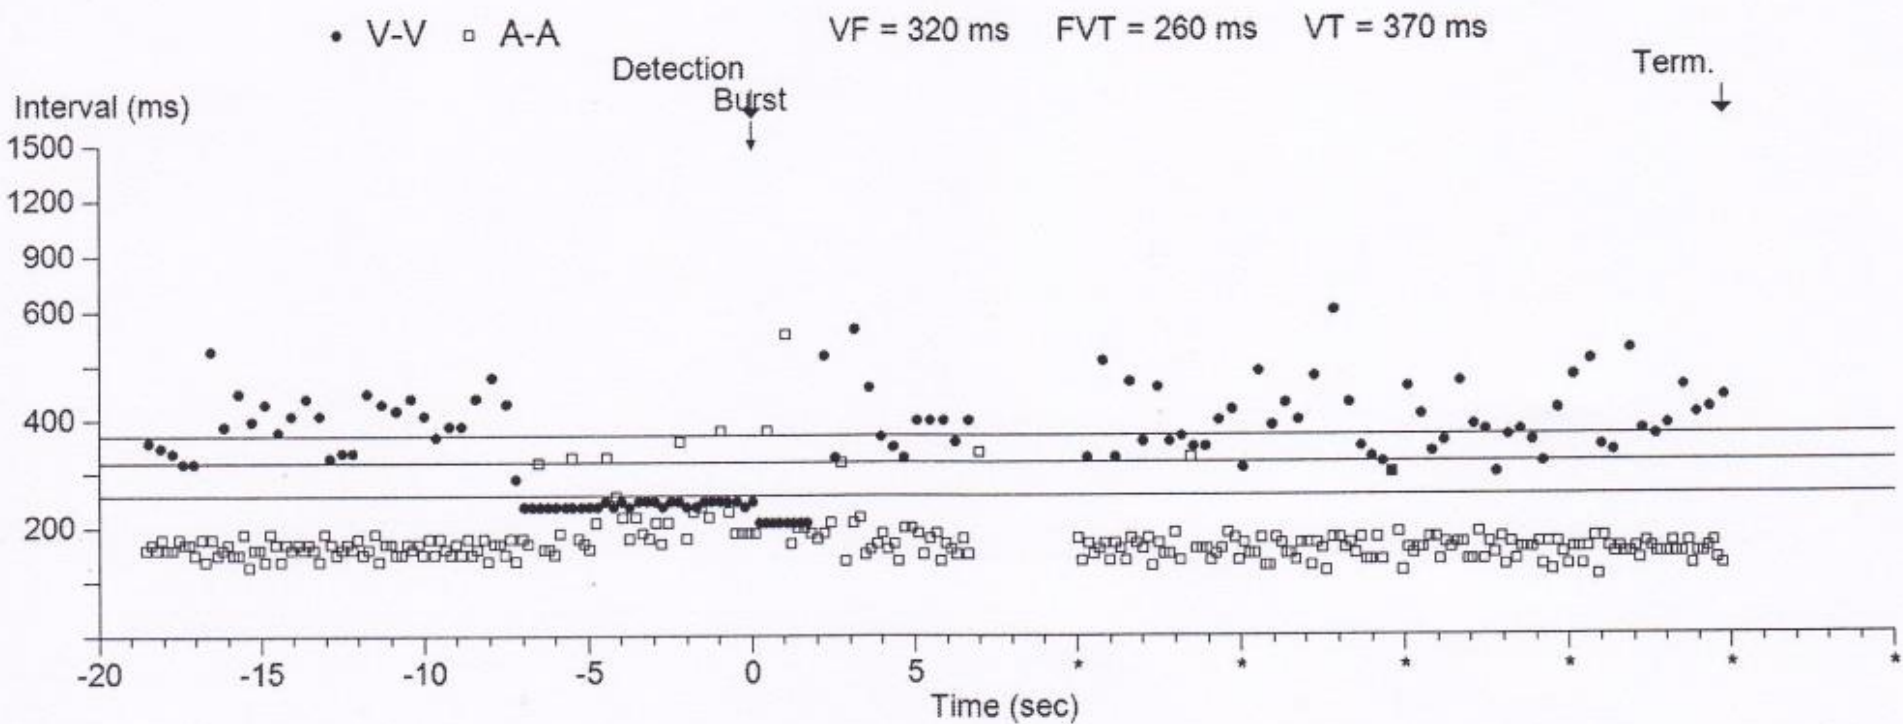 V-V A-A VF = 320 ms FVT = 260 ms VT = 370 ms
Detection Term.
Burst
Interval (ms)
1500
1200
900
600
400
200
-20 -15 -10 -5 0 5 * * * * * *
Time (sec)